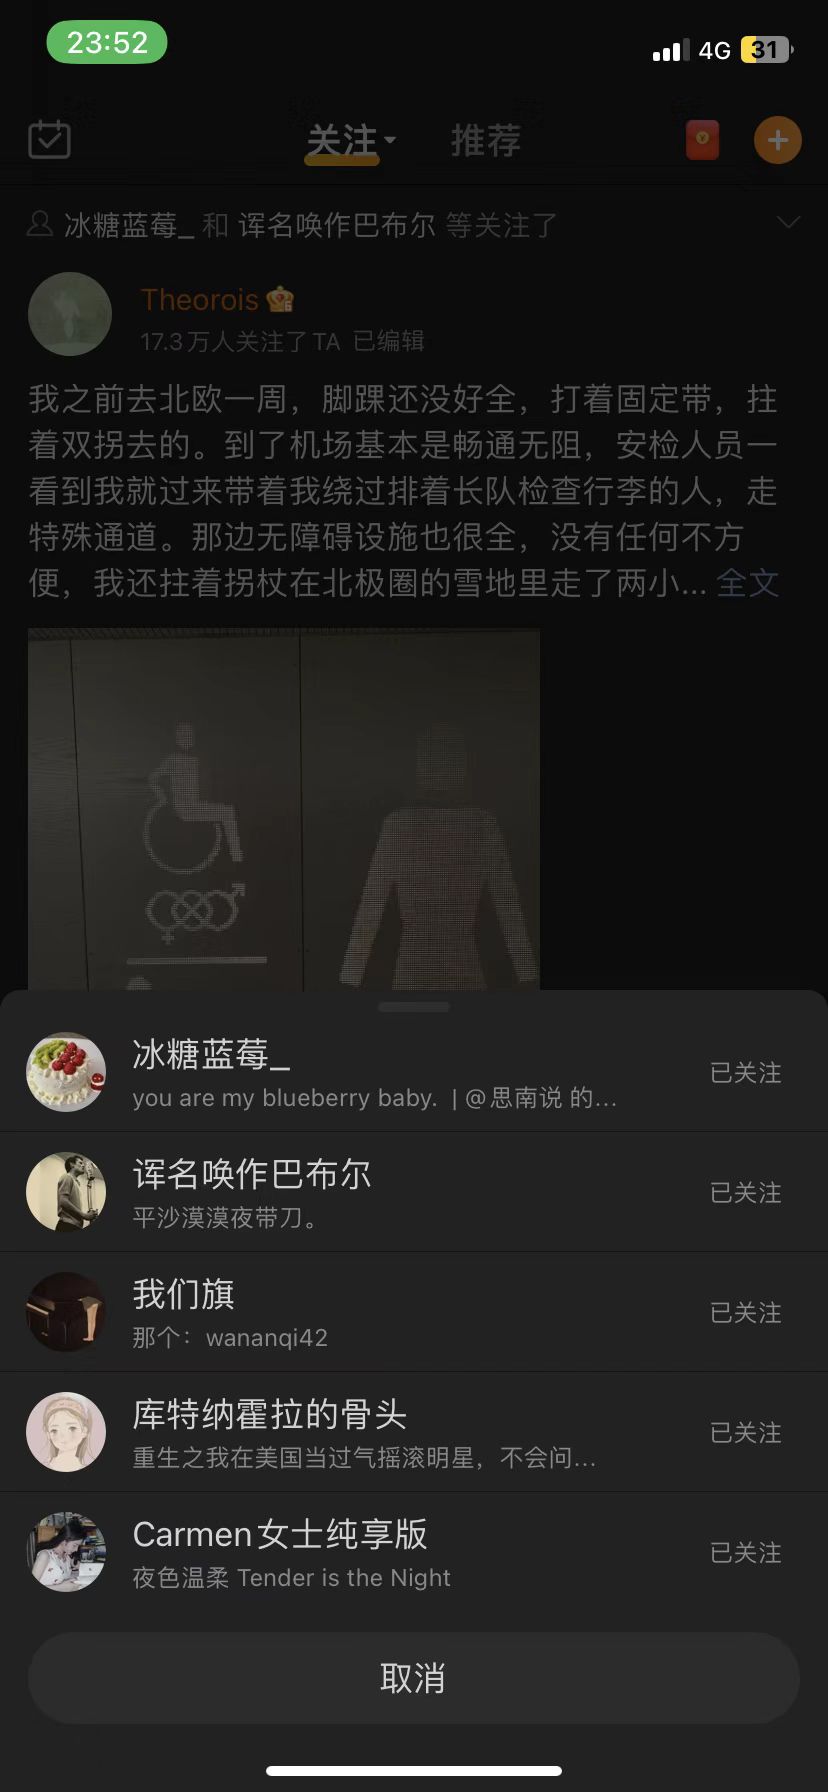 23:52
4G 31
关注 推荐
冰糖蓝莓_ 和 诨名唤作巴布尔 等关注了
Theorois
17.3万人关注了TA 已编辑
我之前去北欧一周，脚踝还没好全，打着固定带，拄
着双拐去的。到了机场基本是畅通无阻，安检人员一
看到我就过来带着我绕过排着长队检查行李的人，走
特殊通道。那边无障碍设施也很全，没有任何不方
便，我还拄着拐杖在北极圈的雪地里走了两小... 全文
冰糖蓝莓_
you are my blueberry baby.｜@思南说 的...
已关注
诨名唤作巴布尔
平沙漠漠夜带刀。
已关注
我们旗
那个：wananqi42
已关注
库特纳霍拉的骨头
重生之我在美国当过气摇滚明星，不会问...
已关注
Carmen女士纯享版
夜色温柔 Tender is the Night
已关注
取消